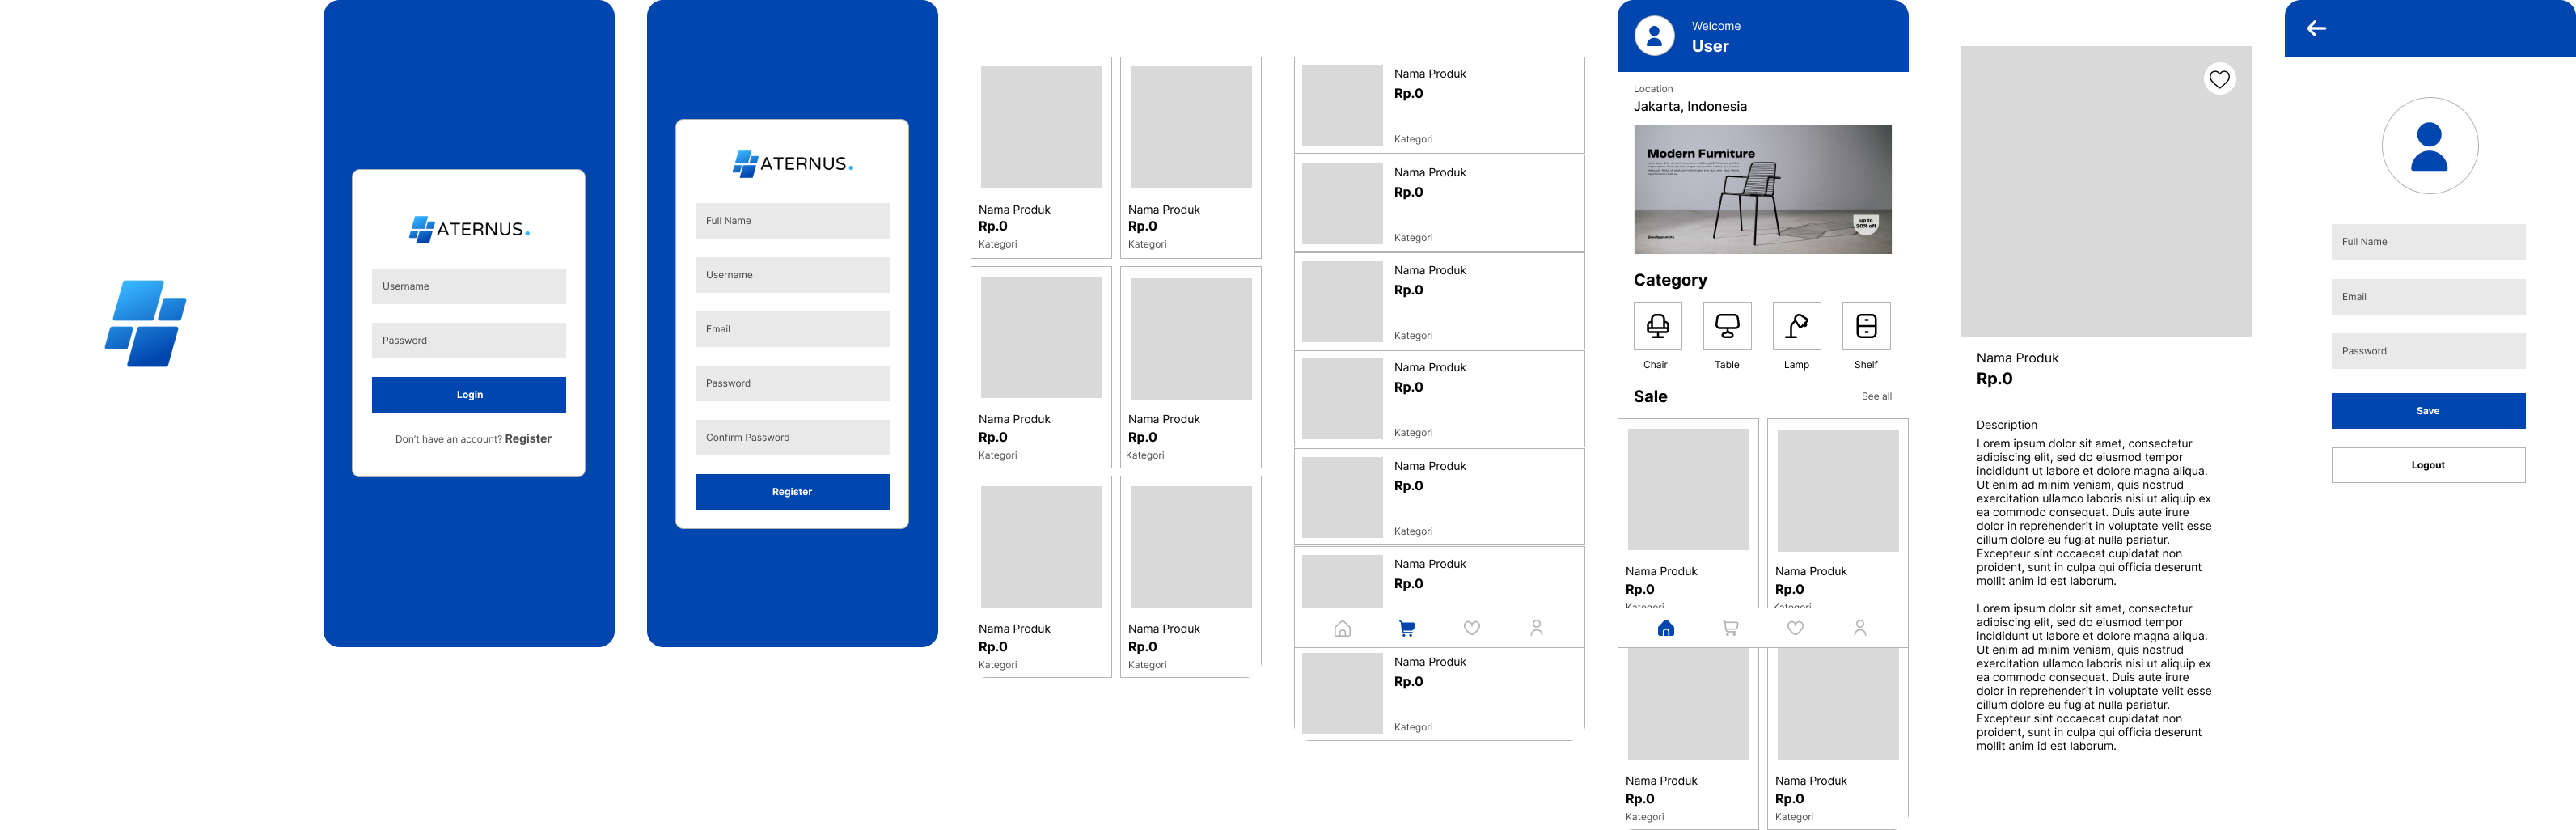 ATERNUS.
Username
Password
Login
Don't have an account? Register
ATERNUS.
Full Name
Username
Email
Password
Confirm Password
Register
Nama Produk
Rp.0
Kategori
Nama Produk
Rp.0
Kategori
Nama Produk
Rp.0
Kategori
Nama Produk
Rp.0
Kategori
Nama Produk
Rp.0
Kategori
Nama Produk
Rp.0
Kategori
Nama Produk
Rp.0
Kategori
Nama Produk
Rp.0
Kategori
Nama Produk
Rp.0
Kategori
Nama Produk
Rp.0
Kategori
Nama Produk
Rp.0
Kategori
Nama Produk
Rp.0
Nama Produk
Rp.0
Kategori
Welcome
User
Location
Jakarta, Indonesia
Modern Furniture
up to
20% off
Category
Chair
Table
Lamp
Shelf
Sale
See all
Nama Produk
Rp.0
Kategori
Nama Produk
Rp.0
Kategori
Nama Produk
Rp.0
Kategori
Nama Produk
Rp.0
Kategori
Nama Produk
Rp.0
Description
Lorem ipsum dolor sit amet, consectetur
adipiscing elit, sed do eiusmod tempor
incididunt ut labore et dolore magna aliqua.
Ut enim ad minim veniam, quis nostrud
exercitation ullamco laboris nisi ut aliquip ex
ea commodo consequat. Duis aute irure
dolor in reprehenderit in voluptate velit esse
cillum dolore eu fugiat nulla pariatur.
Excepteur sint occaecat cupidatat non
proident, sunt in culpa qui officia deserunt
mollit anim id est laborum.
Lorem ipsum dolor sit amet, consectetur
adipiscing elit, sed do eiusmod tempor
incididunt ut labore et dolore magna aliqua.
Ut enim ad minim veniam, quis nostrud
exercitation ullamco laboris nisi ut aliquip ex
ea commodo consequat. Duis aute irure
dolor in reprehenderit in voluptate velit esse
cillum dolore eu fugiat nulla pariatur.
Excepteur sint occaecat cupidatat non
proident, sunt in culpa qui officia deserunt
mollit anim id est laborum.
Full Name
Email
Password
Save
Logout